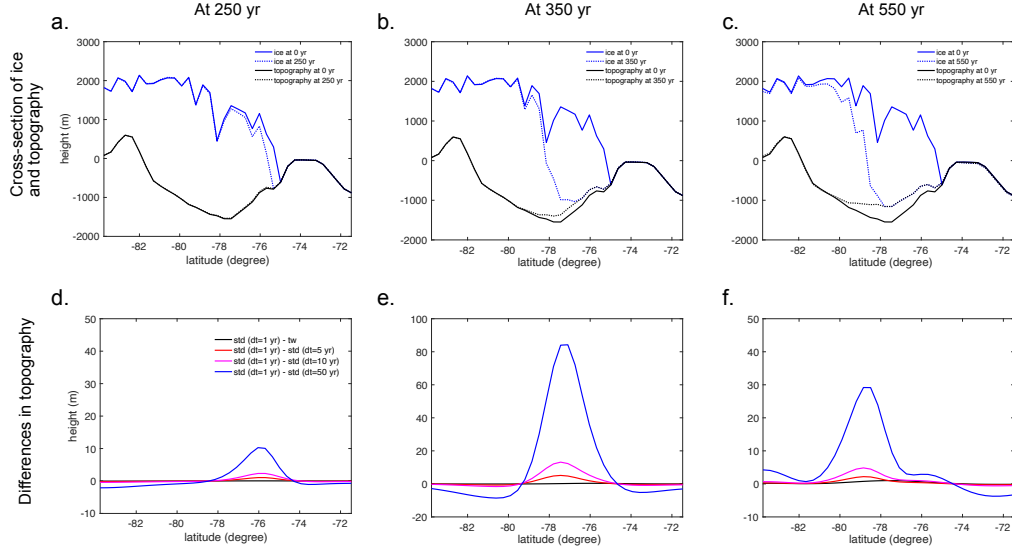 At 250 yr
At 350 yr
At 550 yr
a.
b.
c.
Cross-section of ice
and topography
height (m)
3000
2000
1000
0
-1000
-2000
ice at 0 yr
ice at 250 yr
topography at 0 yr
topography at 250 yr
-82
-80
-78
-76
-74
-72
latitude (degree)
3000
2000
1000
0
-1000
-2000
ice at 0 yr
ice at 350 yr
topography at 0 yr
topography at 350 yr
-82
-80
-78
-76
-74
-72
latitude (degree)
3000
2000
1000
0
-1000
-2000
ice at 0 yr
ice at 550 yr
topography at 0 yr
topography at 550 yr
-82
-80
-78
-76
-74
-72
latitude (degree)
d.
e.
f.
Differences in topography
height (m)
50
40
30
20
10
0
-10
std (dt=1 yr) - tw
std (dt=1 yr) - std (dt=5 yr)
std (dt=1 yr) - std (dt=10 yr)
std (dt=1 yr) - std (dt=50 yr)
-82
-80
-78
-76
-74
-72
latitude (degree)
100
80
60
40
20
0
-20
-82
-80
-78
-76
-74
-72
latitude (degree)
50
40
30
20
10
0
-10
-82
-80
-78
-76
-74
-72
latitude (degree)